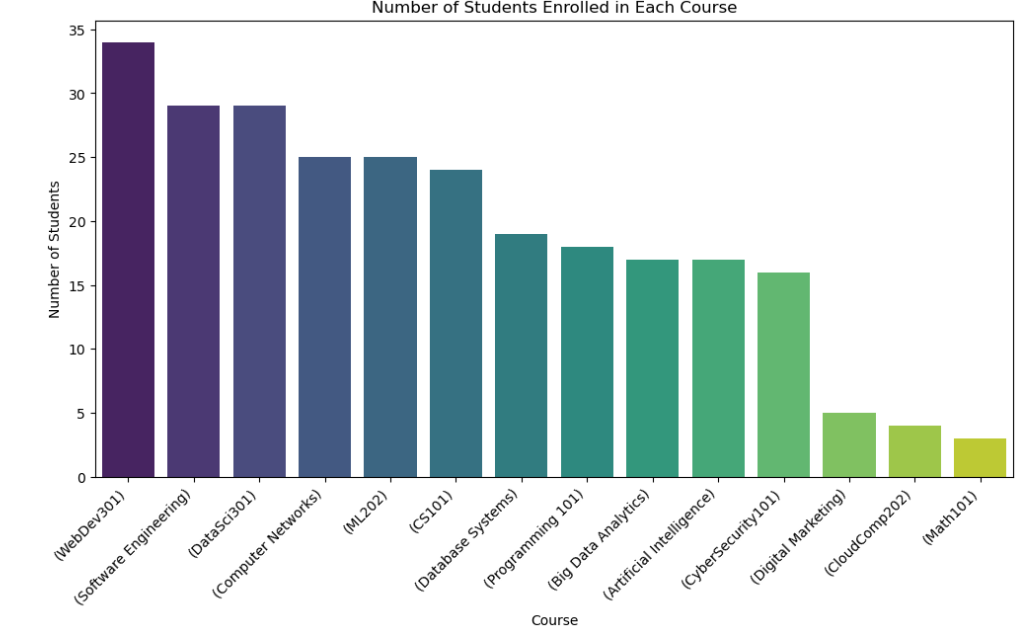 Number of Students Enrolled in Each Course
35
30
25
20
15
10
5
0
Number of Students
(WebDev301)
(Software Engineering)
(DataSci301)
(Computer Networks)
(ML202)
(CS101)
(Database Systems)
(Programming 101)
(Big Data Analytics)
(Artificial Intelligence)
(CyberSecurity101)
(Digital Marketing)
(CloudComp202)
(Math101)
Course